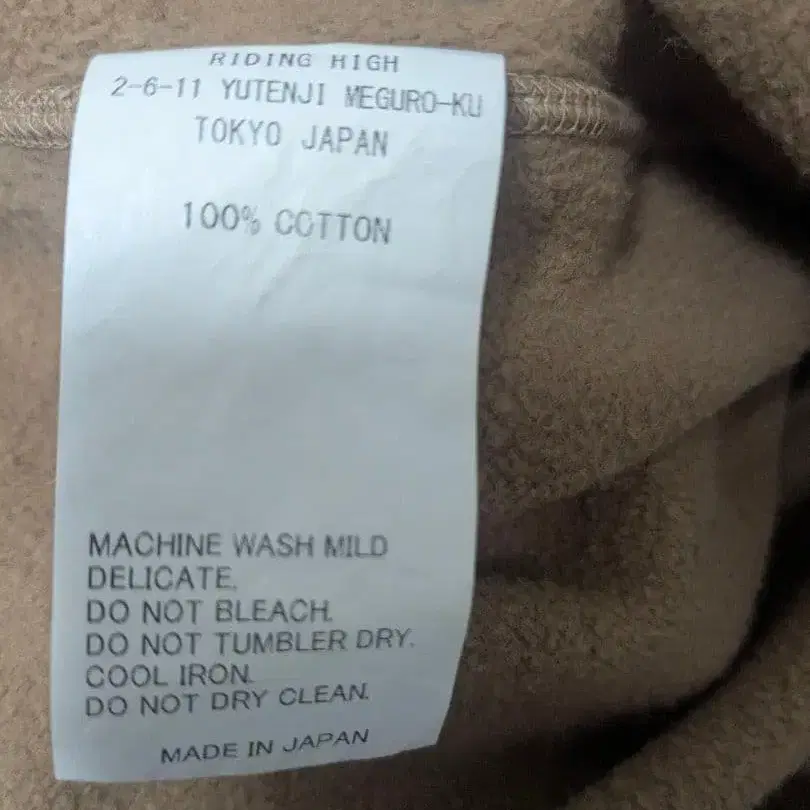 RIDING HIGH
2-6-11 YUTENJI MEGURO-KU
TOKYO JAPAN
100% COTTON
MACHINE WASH MILD
DELICATE.
DO NOT BLEACH.
DO NOT TUMBLER DRY.
COOL IRON.
DO NOT DRY CLEAN.
MADE IN JAPAN